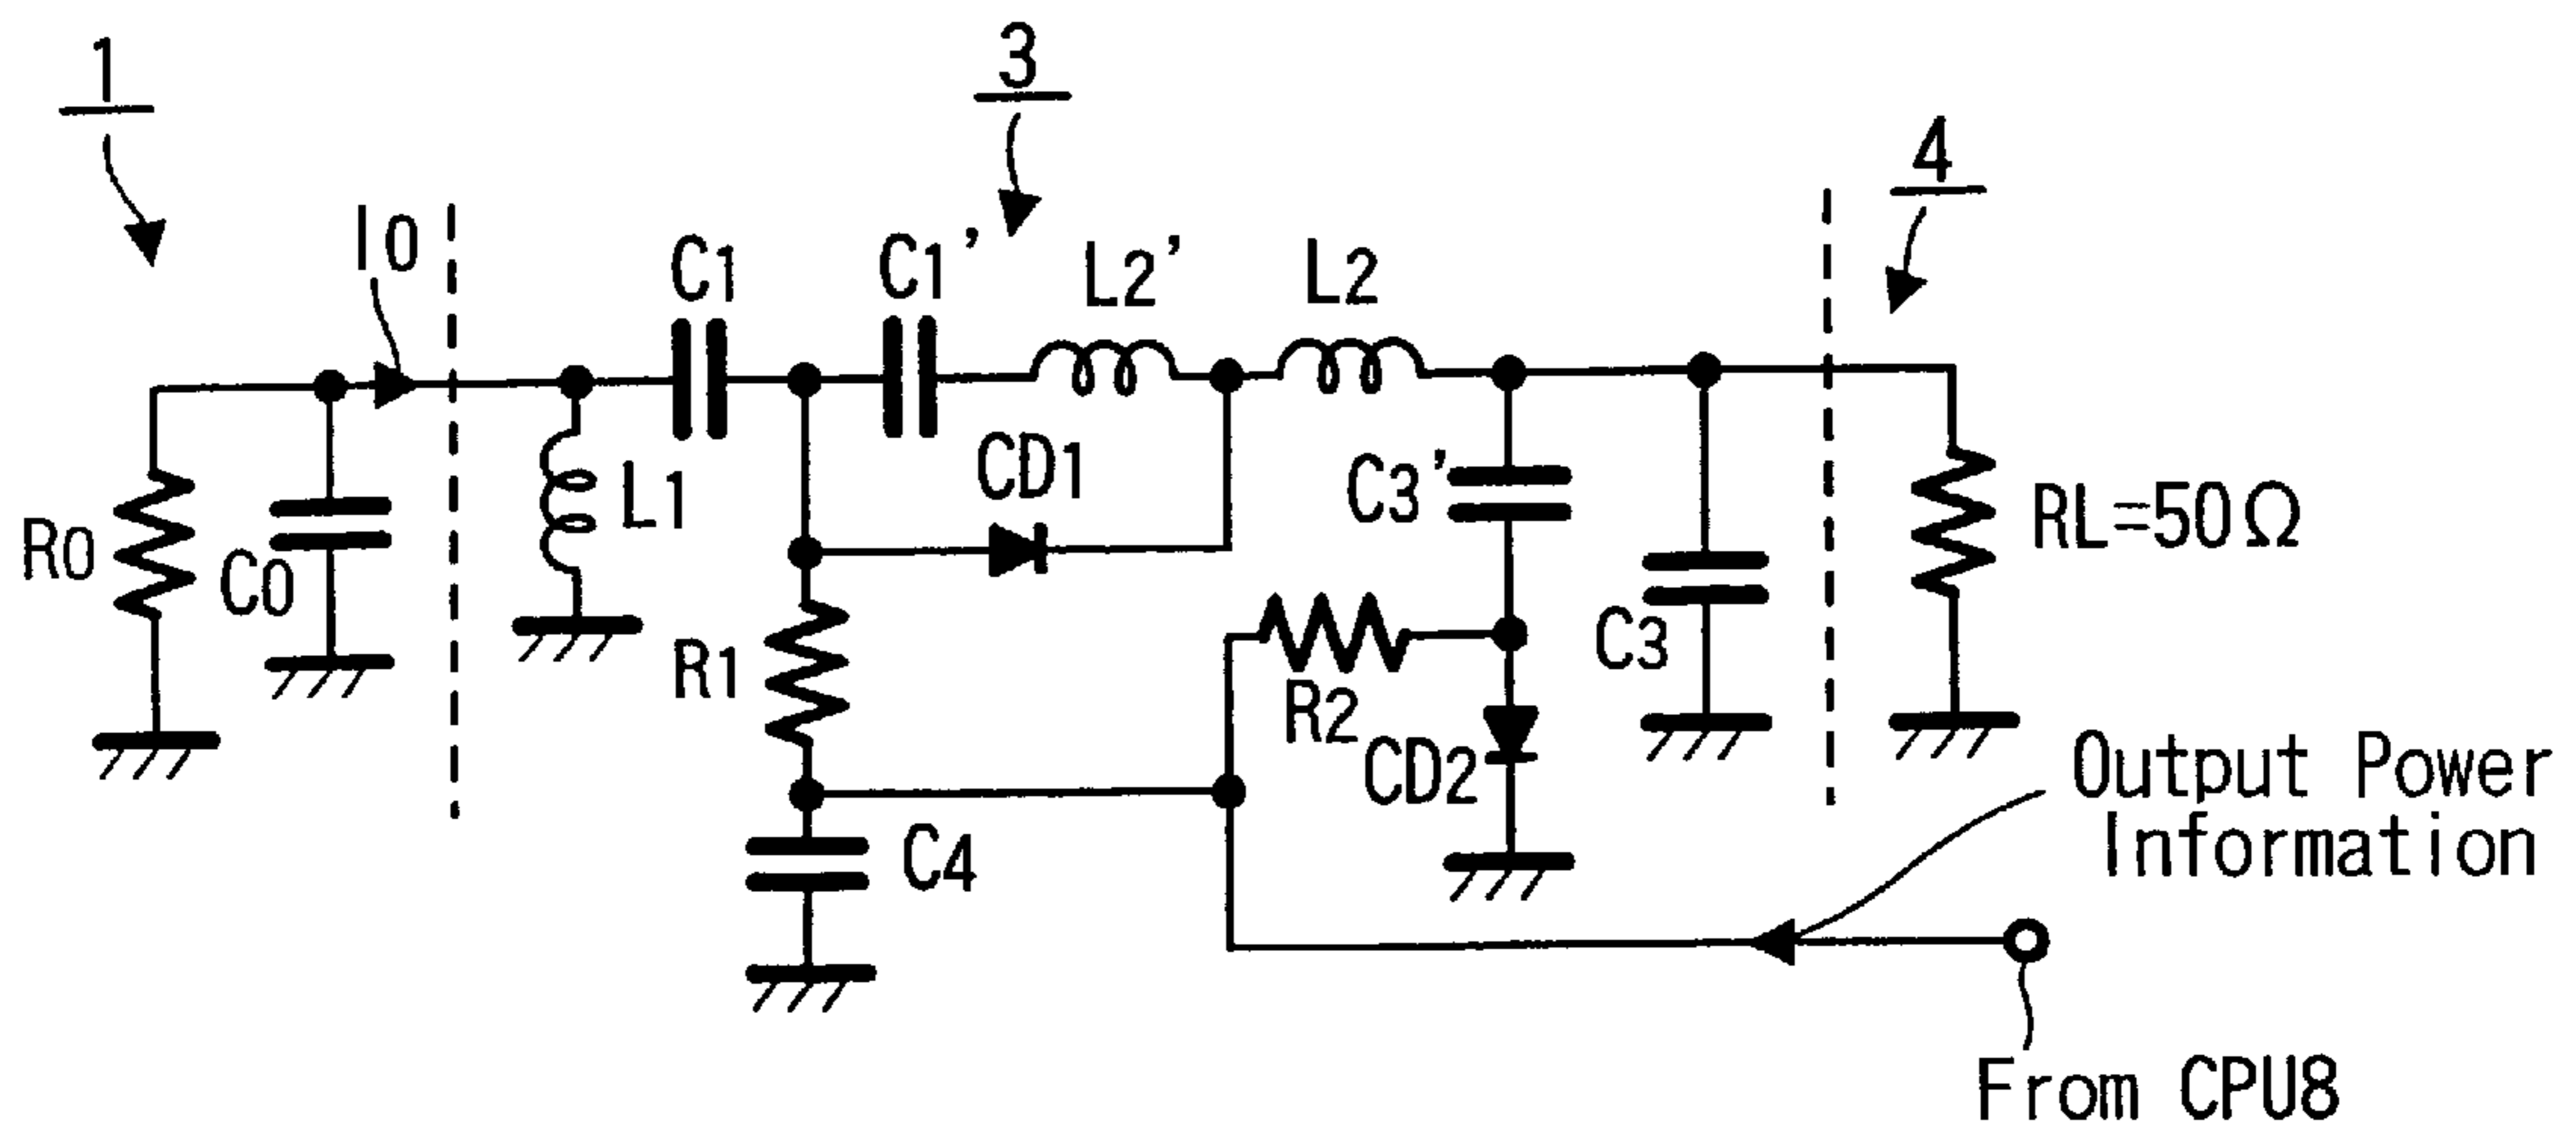 1
3
4
I0
C1
C1'
L2'
L2
R0
C0
L1
CD1
C3'
RL=50Ω
R1
R2
C3
CD2
C4
Output Power
Information
From CPU8